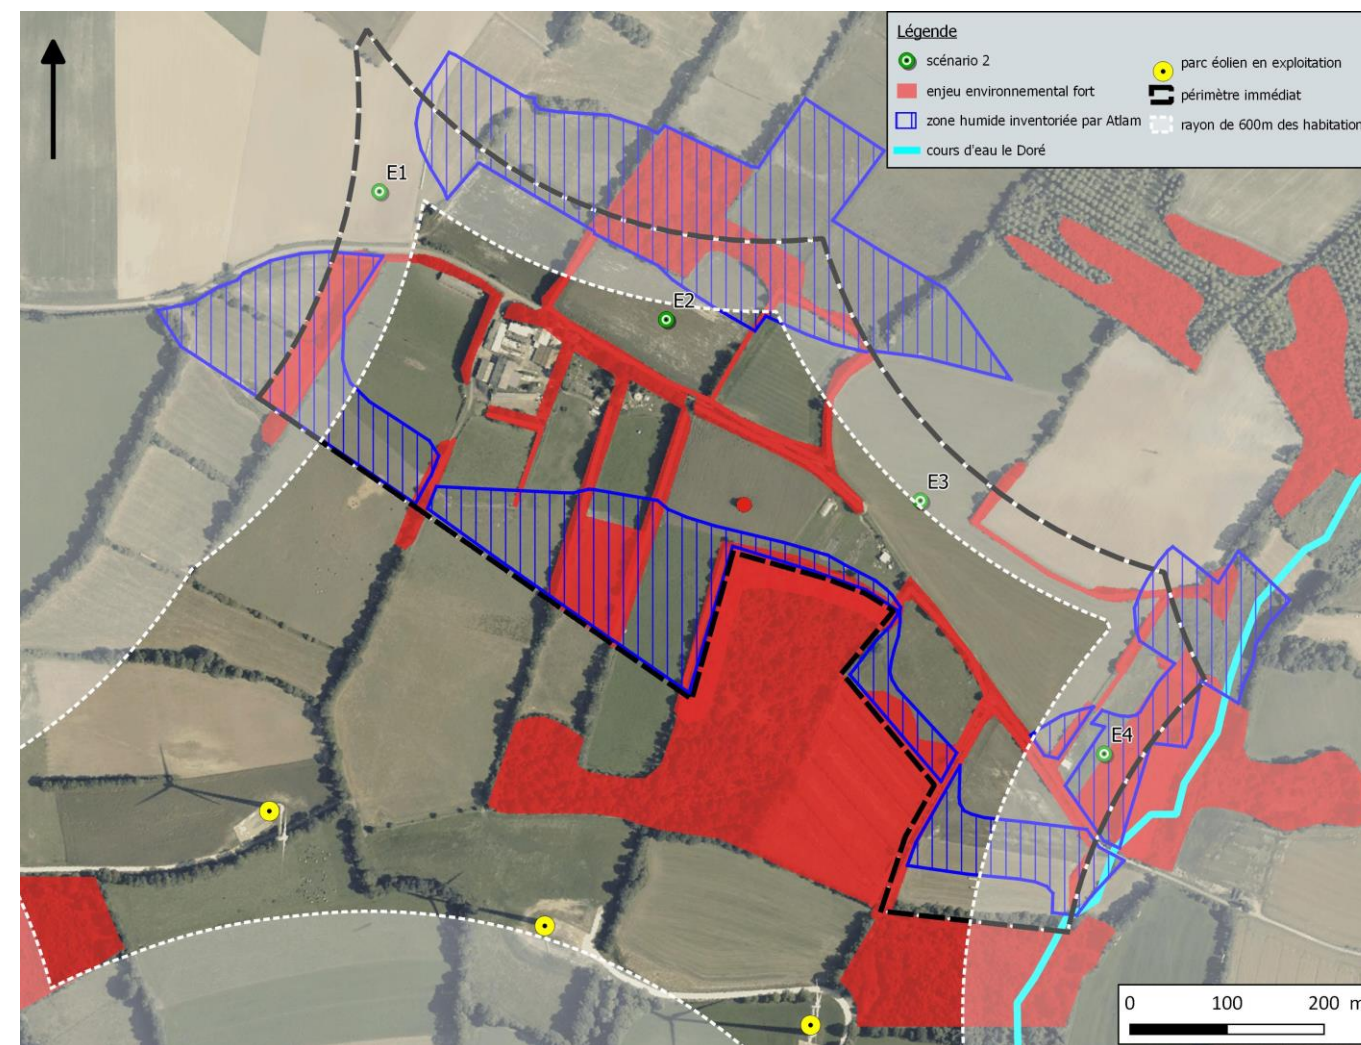 Légende
scénario 2
enjeu environnemental fort
zone humide inventoriée par Atlam
cours d'eau le Doré
parc éolien en exploitation
périmètre immédiat
rayon de 600m des habitation
E1
E2
E3
E4
0 100 200 m